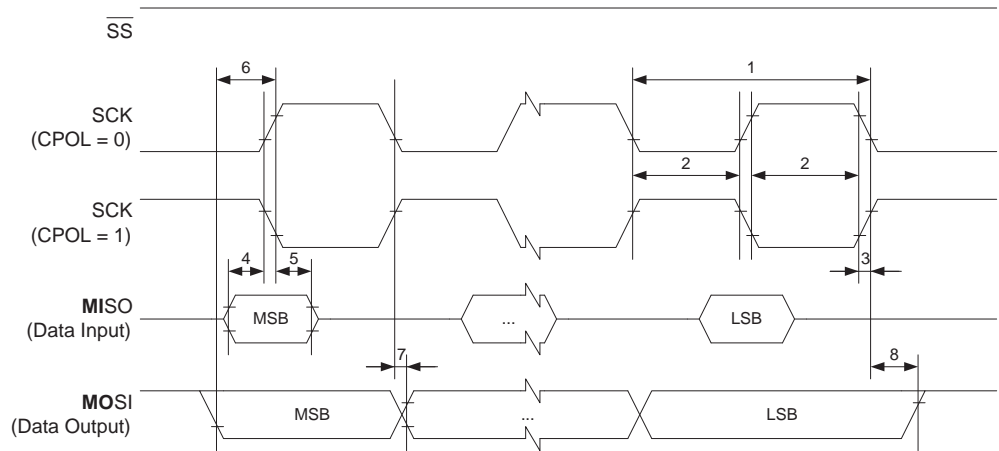 SS
6
1
SCK
(CPOL = 0)
2
2
SCK
(CPOL = 1)
4
5
3
MISO
(Data Input)
MSB
...
LSB
7
8
MOSI
(Data Output)
MSB
...
LSB